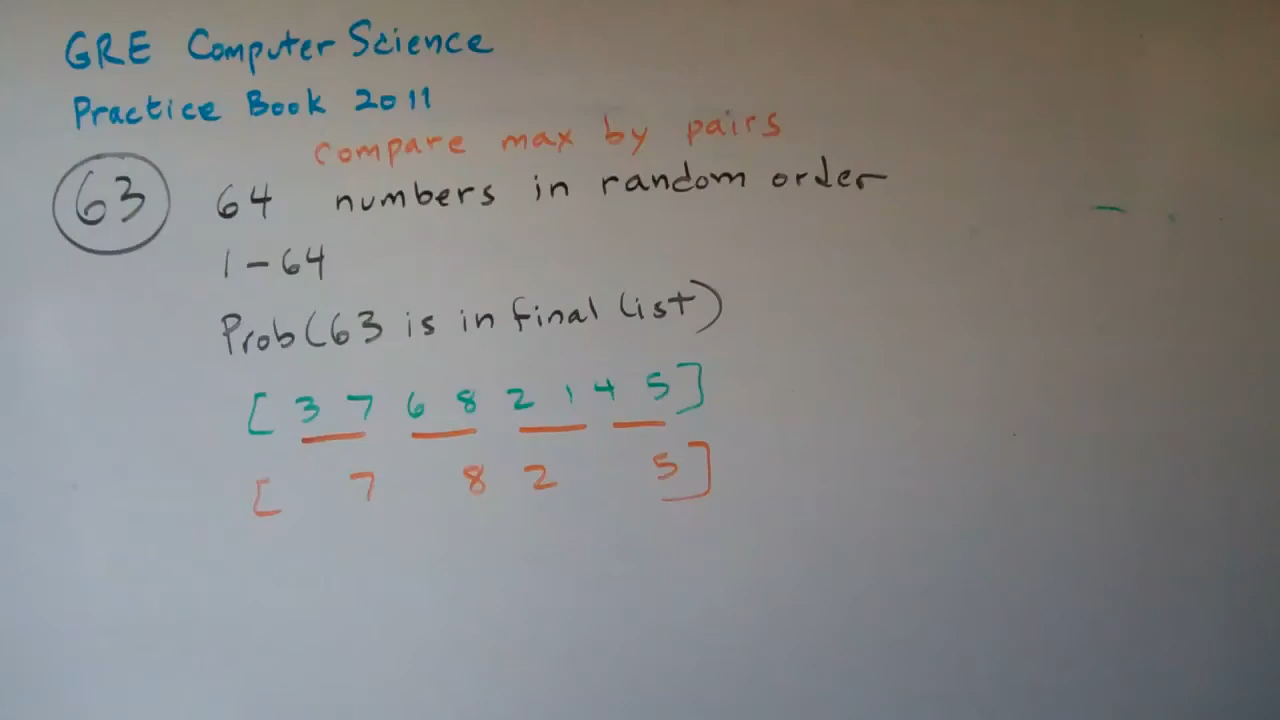 GRE Computer Science
Practice Book 2011
compare max by pairs
63 64 numbers in random order
1 - 64
Prob(63 is in final list)
[ 3 7 6 8 2 1 4 5 ]
[ 7 8 2 5 ]